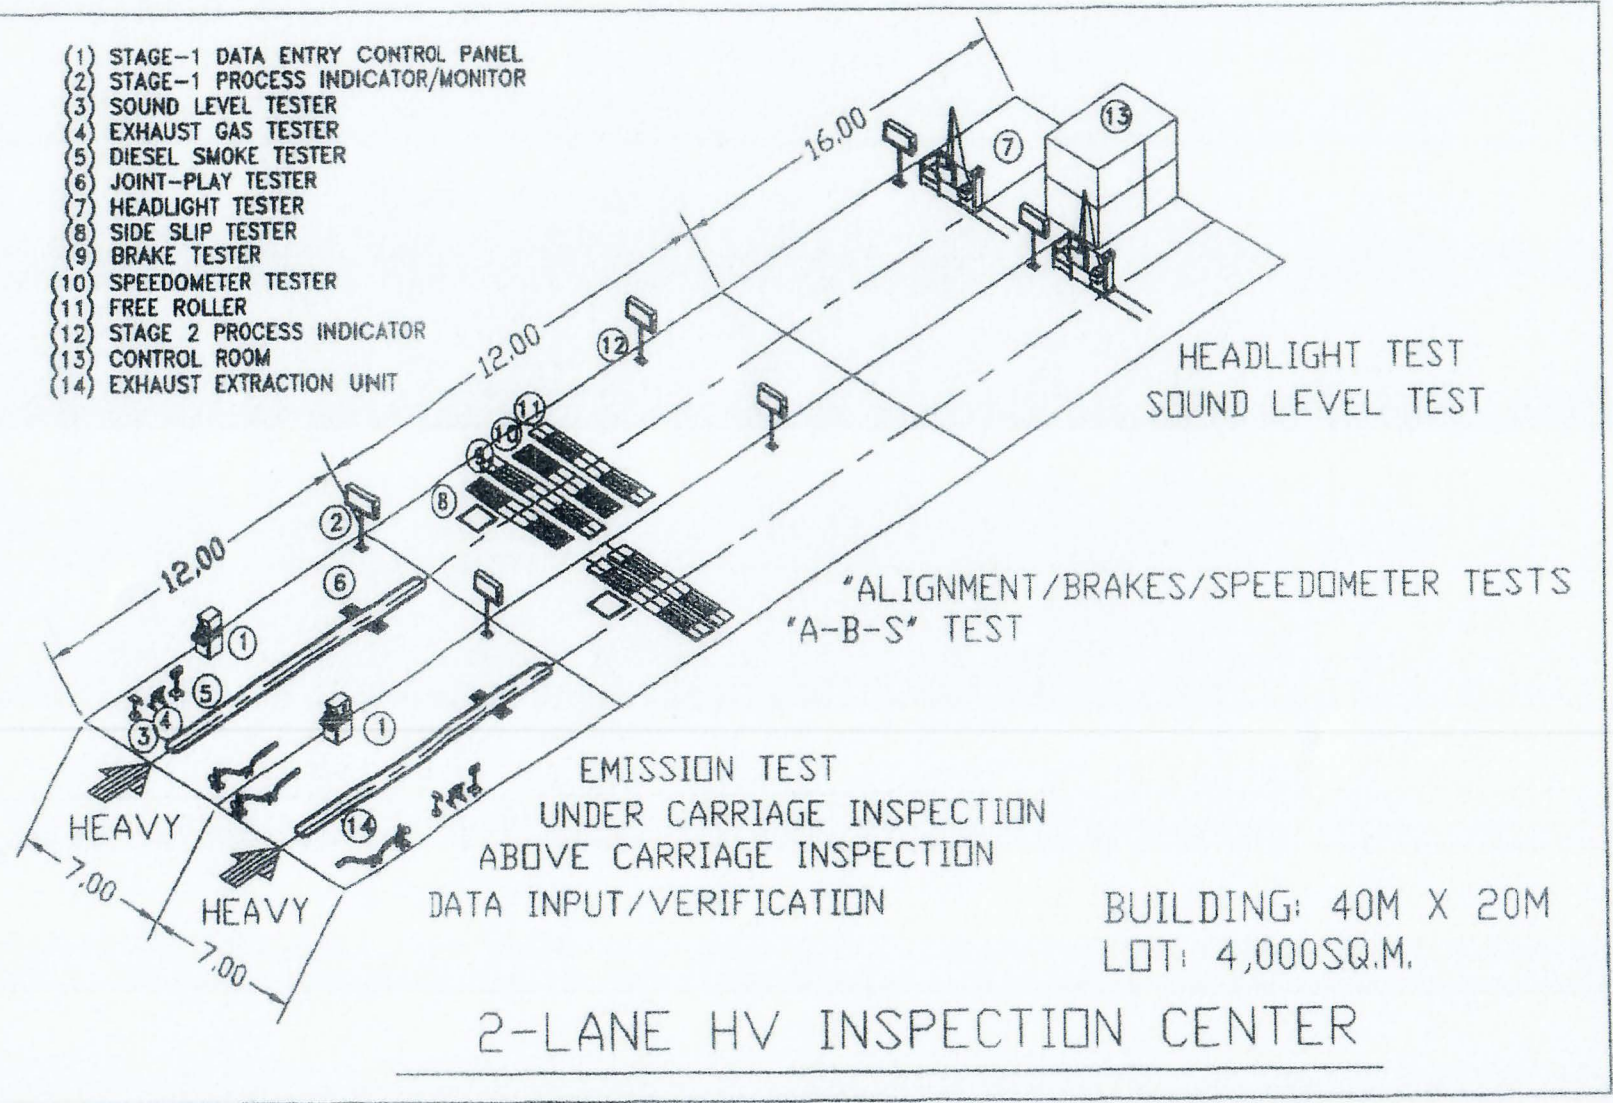 (1) STAGE-1 DATA ENTRY CONTROL PANEL
(2) STAGE-1 PROCESS INDICATOR/MONITOR
(3) SOUND LEVEL TESTER
(4) EXHAUST GAS TESTER
(5) DIESEL SMOKE TESTER
(6) JOINT-PLAY TESTER
(7) HEADLIGHT TESTER
(8) SIDE SLIP TESTER
(9) BRAKE TESTER
(10) SPEEDOMETER TESTER
(11) FREE ROLLER
(12) STAGE 2 PROCESS INDICATOR
(13) CONTROL ROOM
(14) EXHAUST EXTRACTION UNIT
16.00
13
7
12.00
12
HEADLIGHT TEST
SOUND LEVEL TEST
11
10
9
8
2
12.00
6
"ALIGNMENT/BRAKES/SPEEDOMETER TESTS
"A-B-S" TEST
1
5
4
3
1
14
EMISSION TEST
UNDER CARRIAGE INSPECTION
ABOVE CARRIAGE INSPECTION
DATA INPUT/VERIFICATION
HEAVY
HEAVY
7.00
7.00
BUILDING: 40M X 20M
LOT: 4,000SQ.M.
2-LANE HV INSPECTION CENTER